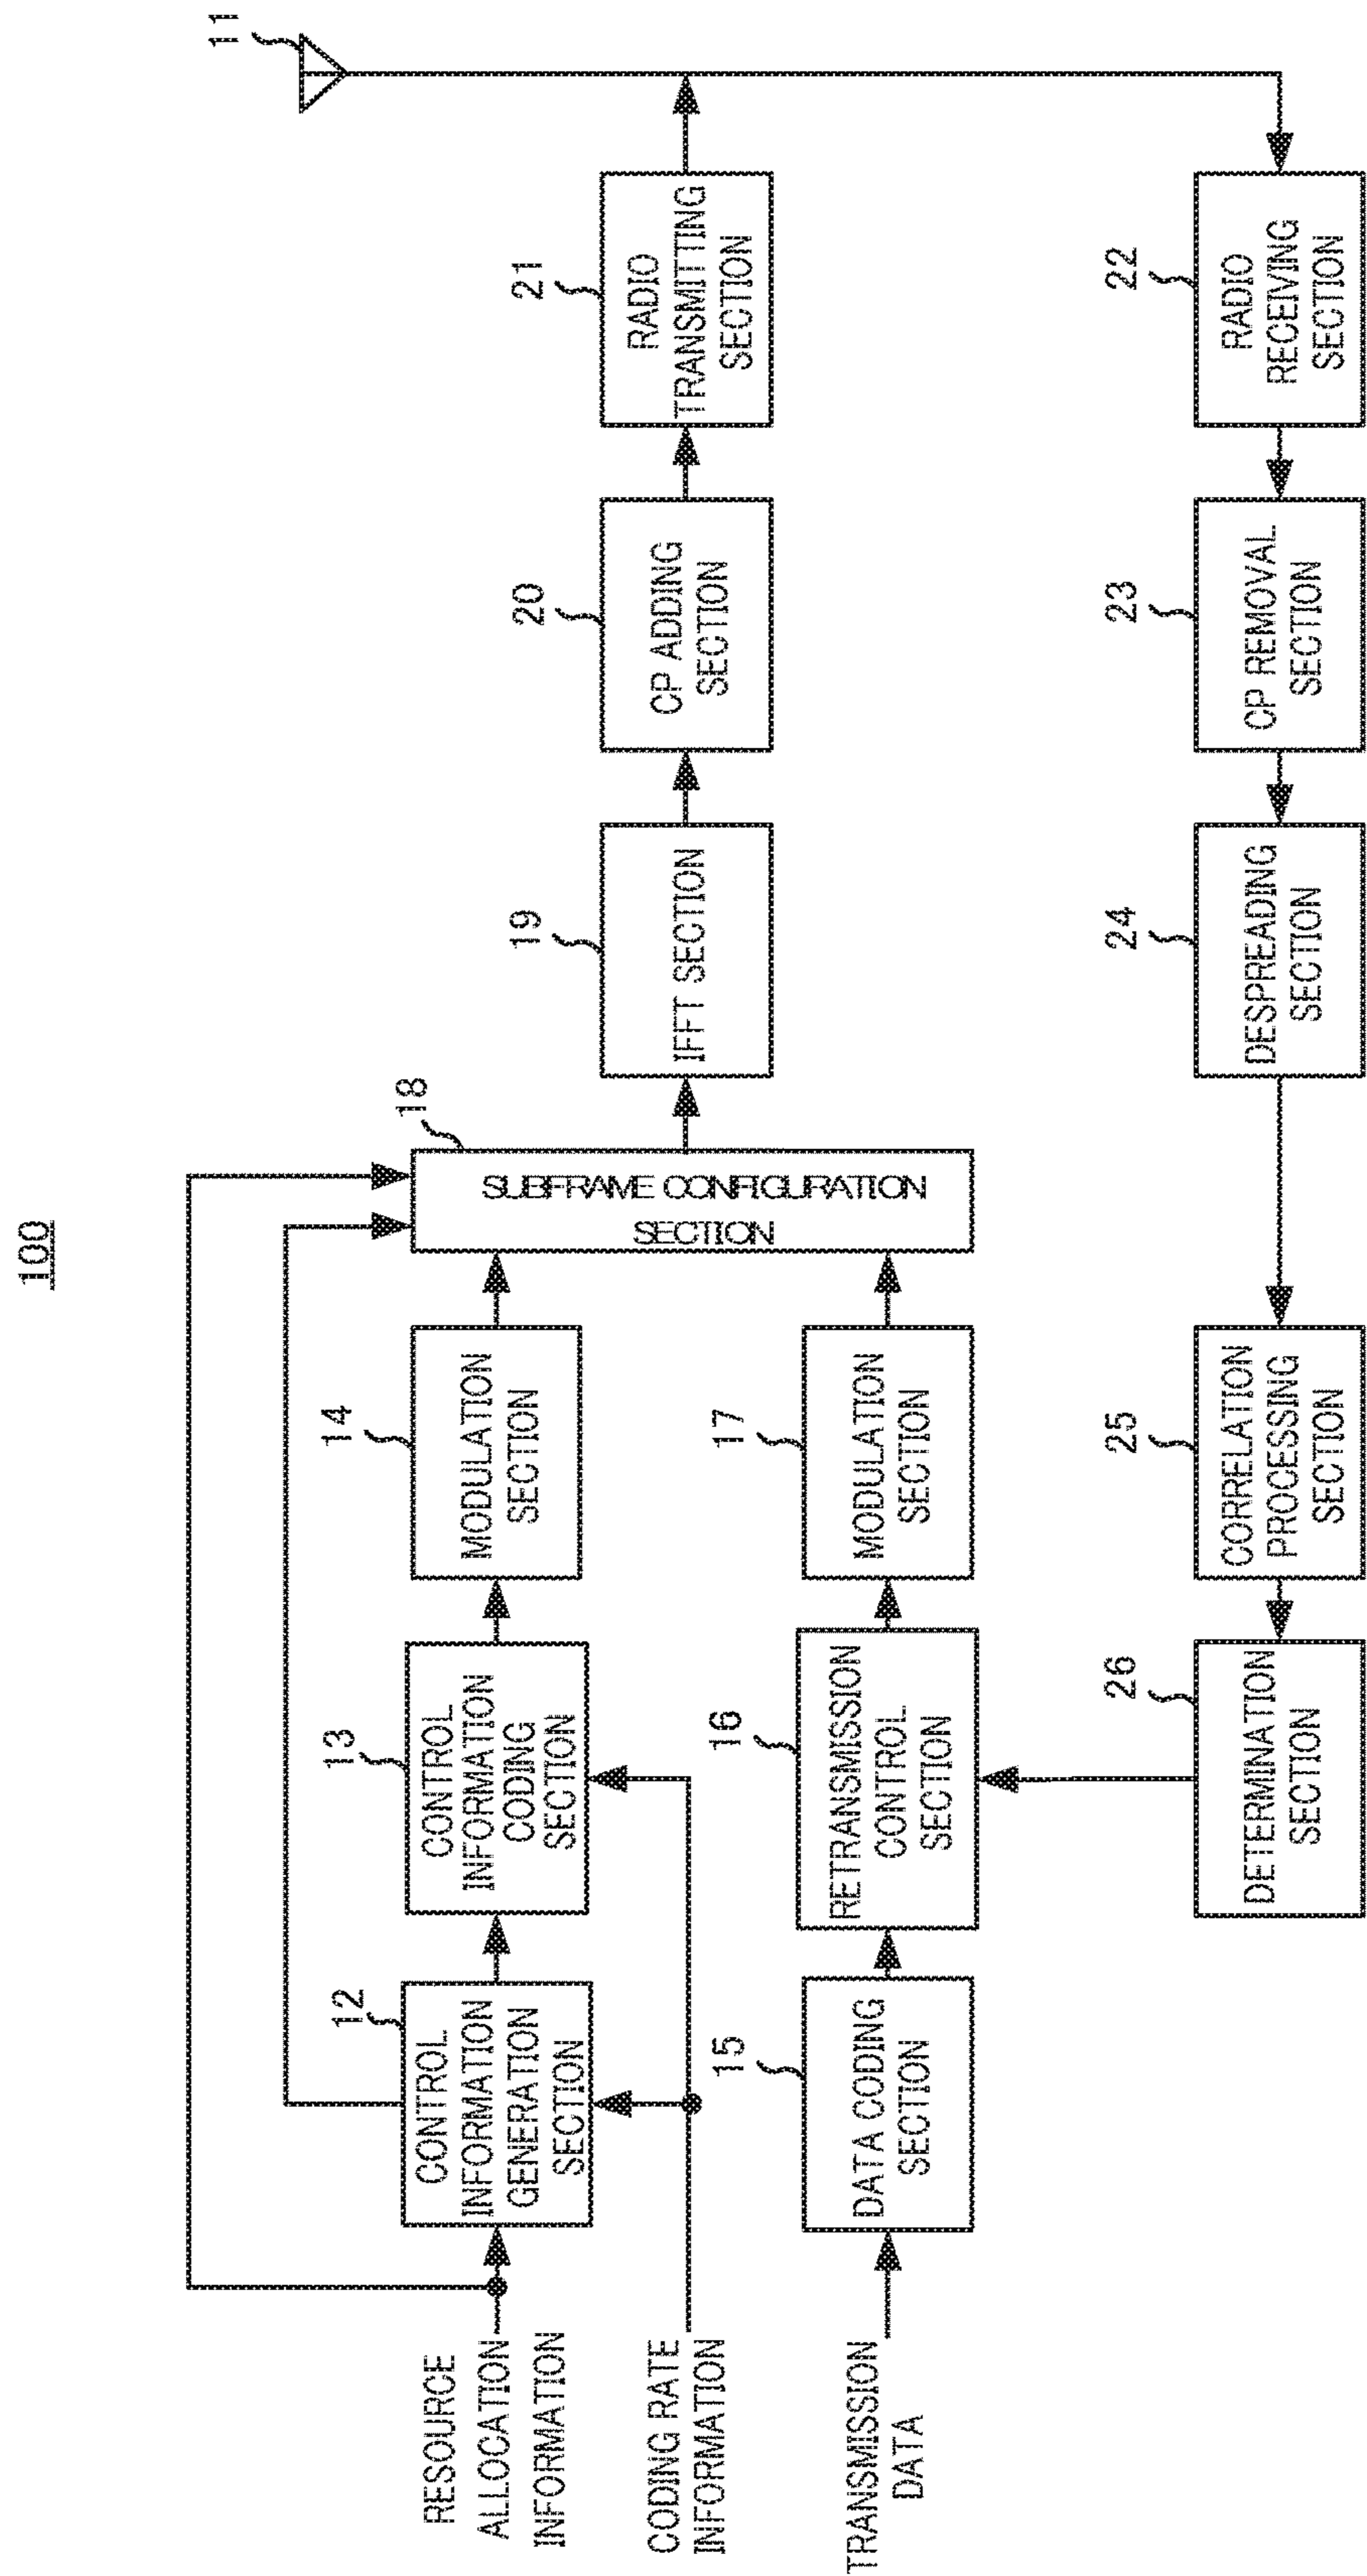 100
11
RESOURCE
ALLOCATION
INFORMATION
CODING RATE
INFORMATION
TRANSMISSION
DATA
12
CONTROL
INFORMATION
GENERATION
SECTION
13
CONTROL
INFORMATION
CODING
SECTION
14
MODULATION
SECTION
15
DATA CODING
SECTION
16
RETRANSMISSION
CONTROL
SECTION
17
MODULATION
SECTION
18
SUBFRAME CONFIGURATION
SECTION
19
IFFT SECTION
20
CP ADDING
SECTION
21
RADIO
TRANSMITTING
SECTION
22
RADIO
RECEIVING
SECTION
23
CP REMOVAL
SECTION
24
DESPREADING
SECTION
25
CORRELATION
PROCESSING
SECTION
26
DETERMINATION
SECTION